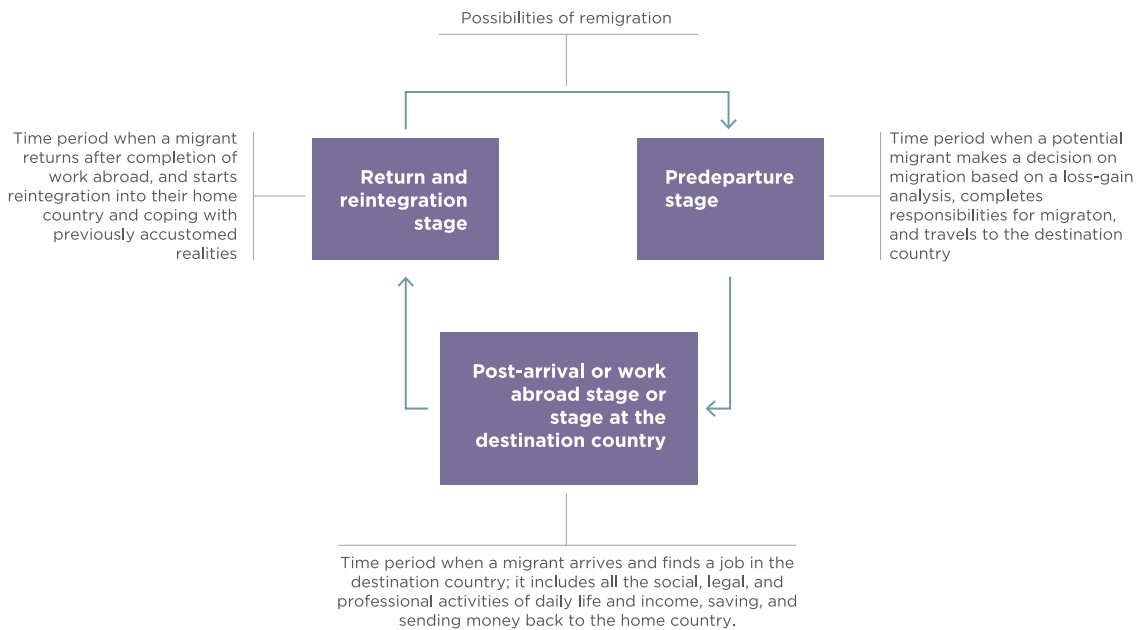 Possibilities of remigration
Time period when a migrant
returns after completion of
work abroad, and starts
reintegration into their home
country and coping with
previously accustomed
realities
Return and
reintegration
stage
Predeparture
stage
Time period when a potential
migrant makes a decision on
migration based on a loss-gain
analysis, completes
responsibilities for migraton,
and travels to the destination
country
Post-arrival or work
abroad stage or
stage at the
destination country
Time period when a migrant arrives and finds a job in the
destination country; it includes all the social, legal, and
professional activities of daily life and income, saving, and
sending money back to the home country.